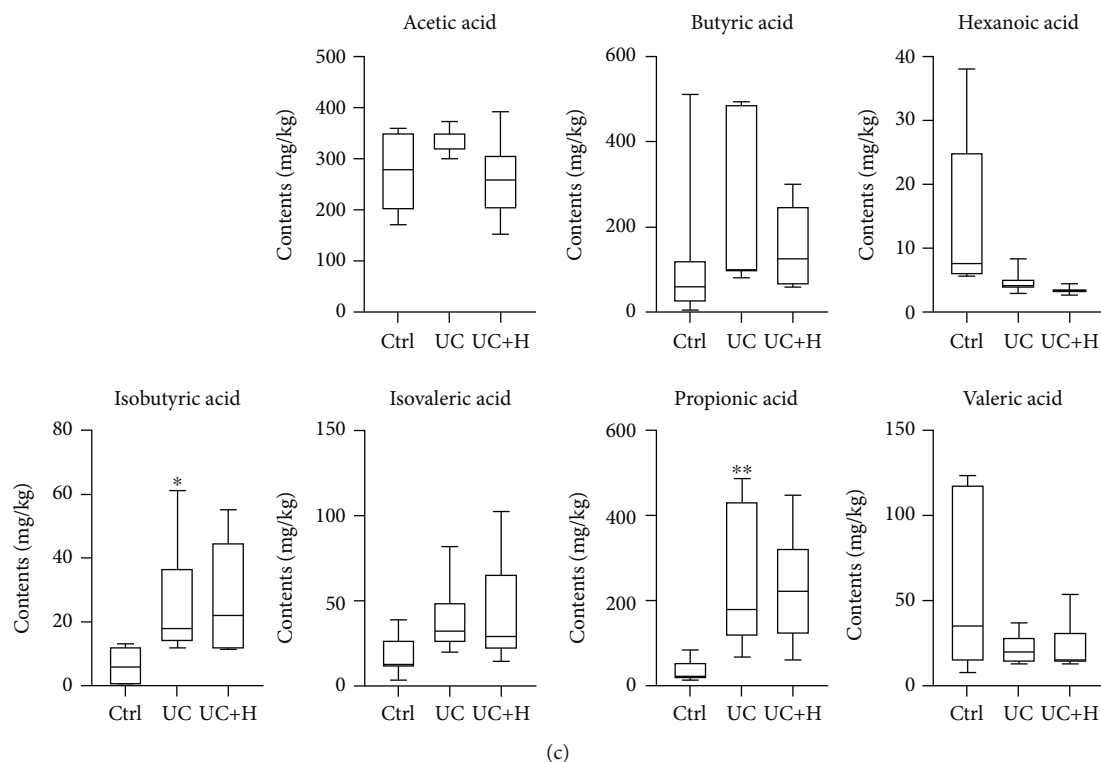 Acetic acid
Contents (mg/kg)
500
400
300
200
100
0
Ctrl UC UC+H
Butyric acid
Contents (mg/kg)
600
400
200
0
Ctrl UC UC+H
Hexanoic acid
Contents (mg/kg)
40
30
20
10
0
Ctrl UC UC+H
Isobutyric acid
Contents (mg/kg)
80
60
40
20
0
*
Ctrl UC UC+H
Isovaleric acid
Contents (mg/kg)
150
100
50
0
Ctrl UC UC+H
Propionic acid
Contents (mg/kg)
600
400
200
0
**
Ctrl UC UC+H
Valeric acid
Contents (mg/kg)
150
100
50
0
Ctrl UC UC+H
(c)